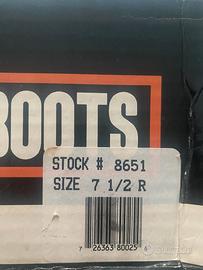 BOOTS
STOCK # 8651
SIZE 7 1/2 R
7 26363 80025